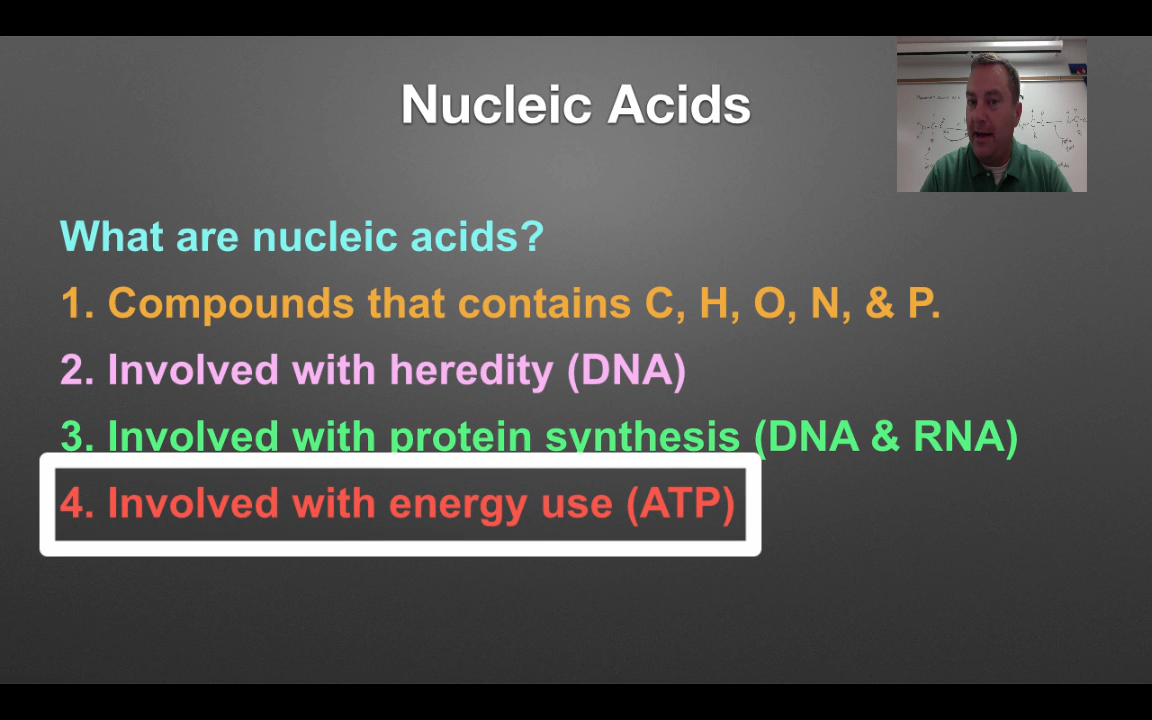 Nucleic Acids
What are nucleic acids?
1. Compounds that contains C, H, O, N, & P.
2. Involved with heredity (DNA)
3. Involved with protein synthesis (DNA & RNA)
4. Involved with energy use (ATP)